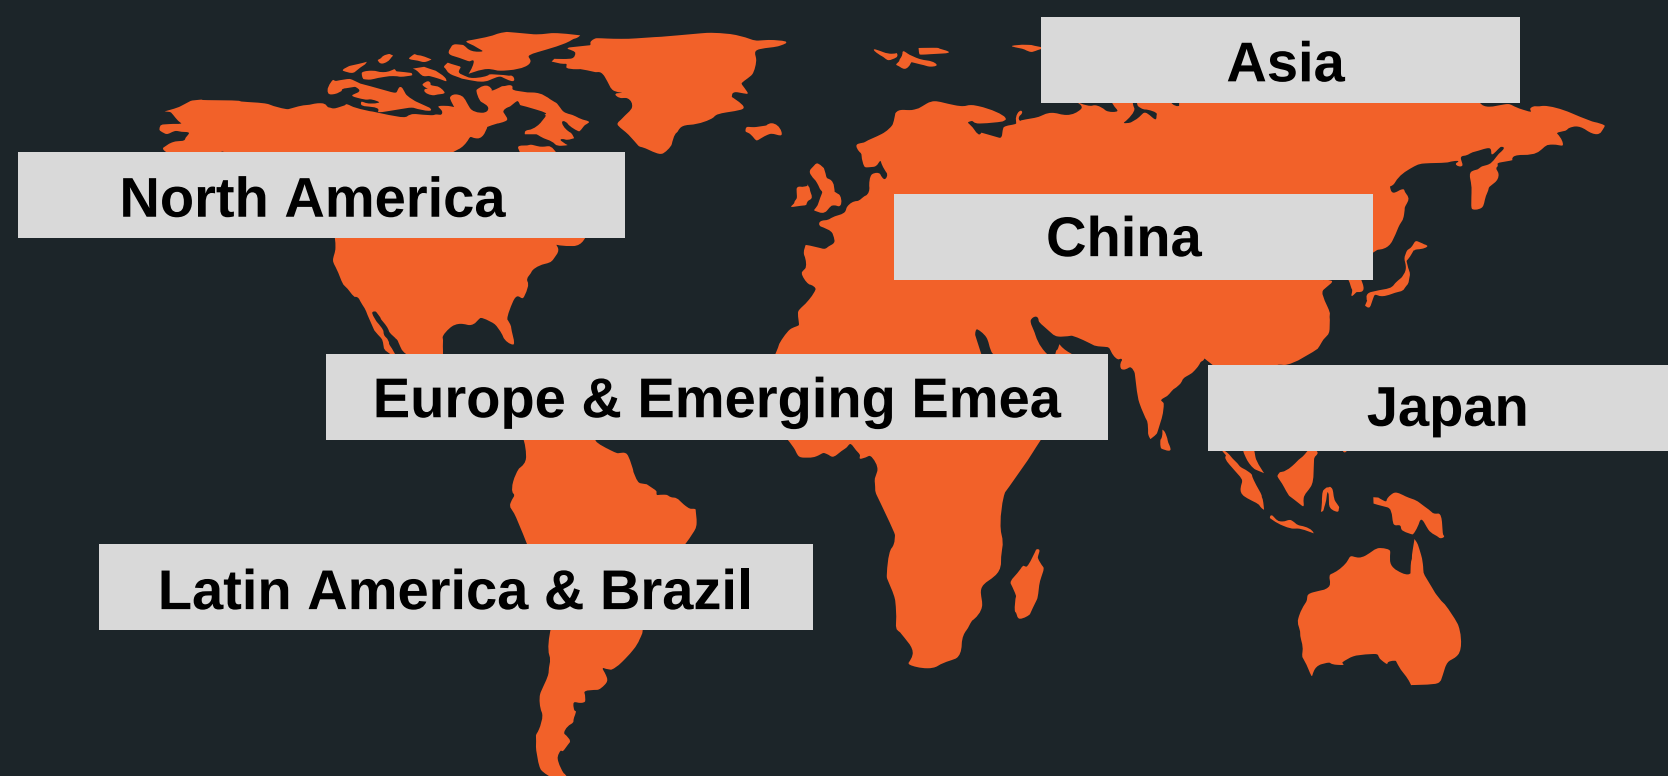 Asia
North America
China
Europe & Emerging Emea
Japan
Latin America & Brazil